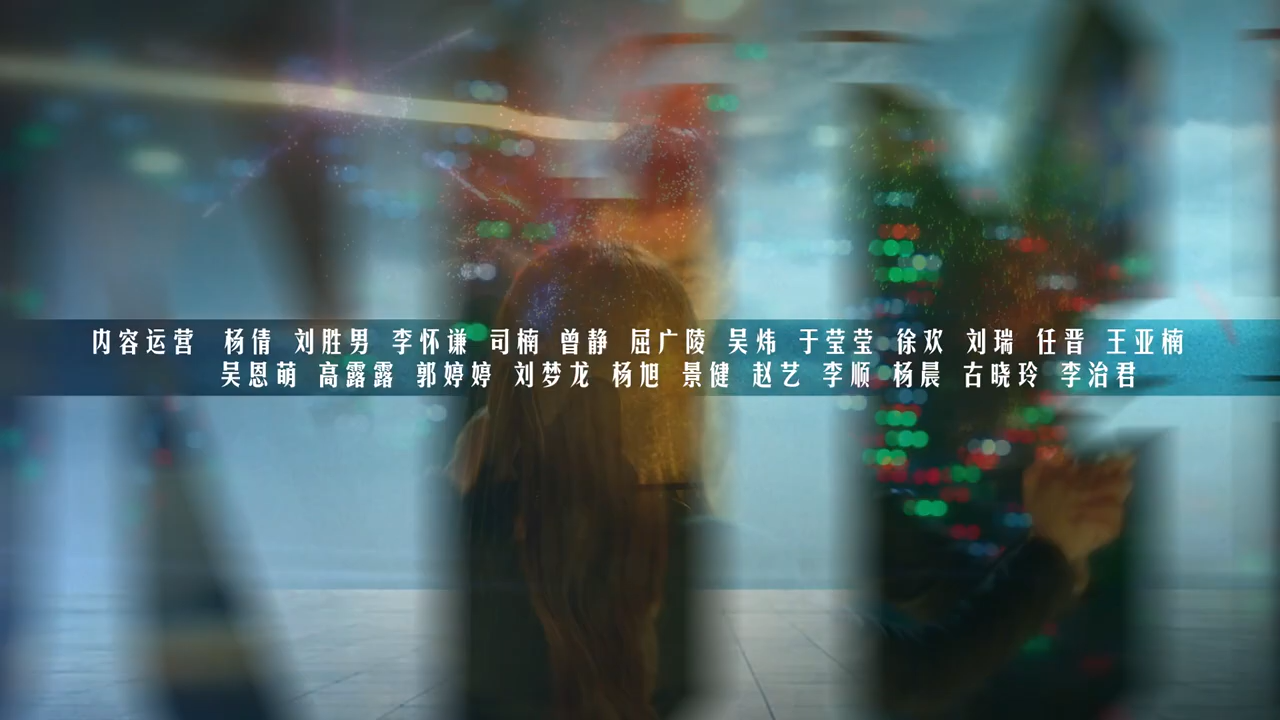 内容运营 杨倩 刘胜男 李怀谦 司楠 曾静 屈广陵 吴炜 于莹莹 徐欢 刘瑞 任晋 王亚楠
吴恩萌 高露露 郭婷婷 刘梦龙 杨旭 景健 赵艺 李顺 杨晨 古晓玲 李治君